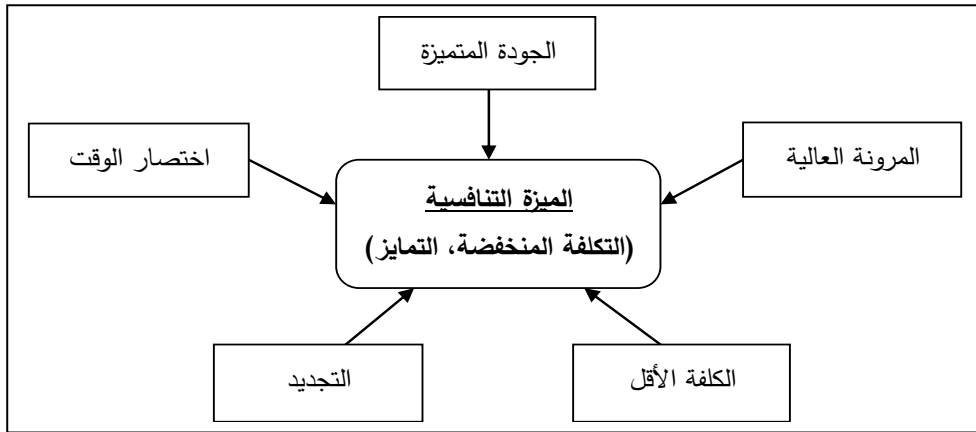 الجودة المتميزة
المرونة العالية
اختصار الوقت
الميزة التنافسية
(التكلفة المنخفضة، التمايز)
الكلفة الأقل
التجديد